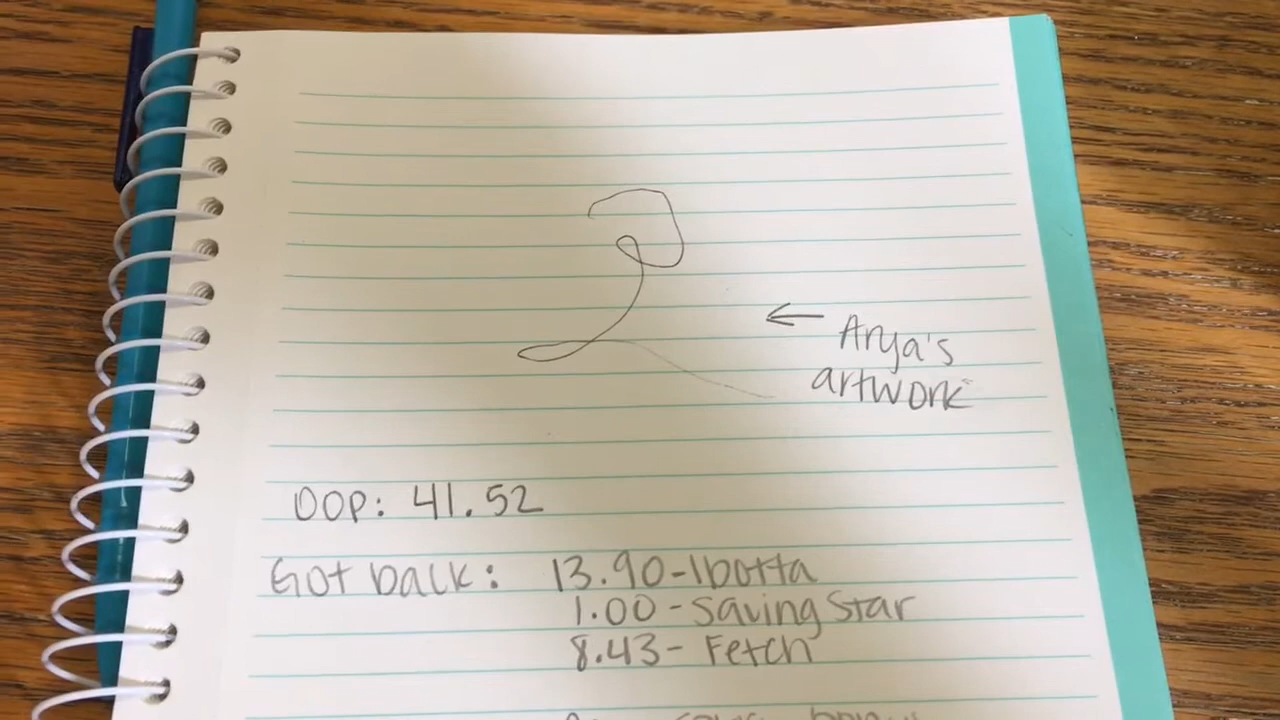 Arya's
artwork
OOP: 41.52
Got back: 13.90-Ibotta
1.00-Saving Star
8.43-Fetch